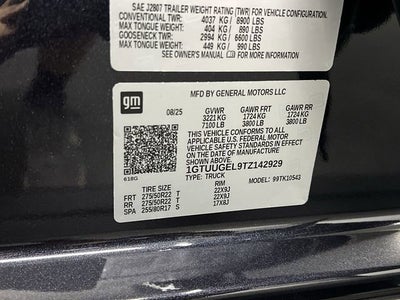 SAE J2807 TRAILER WEIGHT RATING (TWR) FOR VEHICLE CONFIGURATION.
CONVENTIONAL TWR: 4037 KG/ 8900 LBS
MAX TONGUE TWR: 404 KG / 890 LBS
GOOSENECK TWR: 2994 KG/ 6600 LBS
MAX TONGUE TWR: 449 KG / 990 LBS
SEE OWNER'S MANUAL FOR MORE INFORMATION
gm
MFD BY GENERAL MOTORS LLC
08/25 GVWR GAWR FRT GAWR RR
3221 KG 1724 KG 1724 KG
7100 LB 3800 LB 3800 LB
THIS VEHICLE CONFORMS TO ALL
APPLICABLE U.S. FEDERAL MOTOR
VEHICLE SAFETY STANDARDS IN
EFFECT ON THE DATE OF
MANUFACTURE SHOWN ABOVE.
1GTUUGEL9TZ142929
618G TYPE: TRUCK MODEL: 99TK10543
FRT 275/50R22 T 22X9J
RR 275/50R22 T 22X9J
SPA 255/80R17 S 17X8J